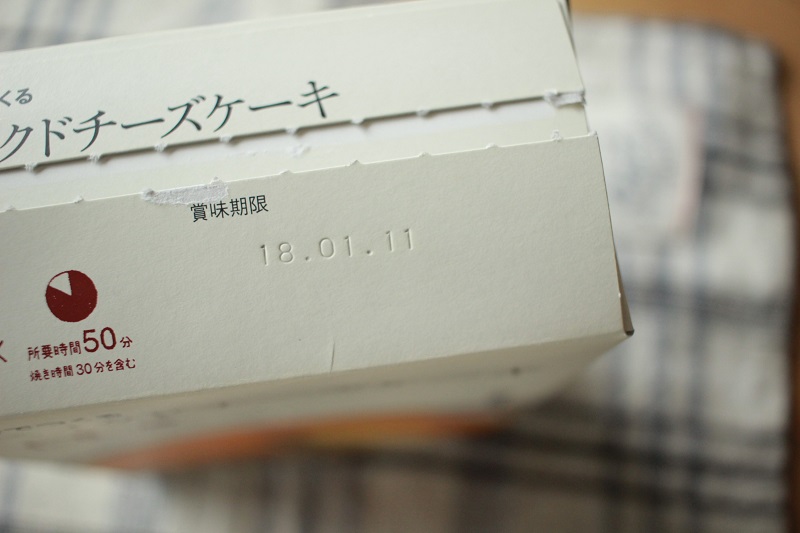 くる
クドチーズケーキ
賞味期限
18.01.11
所要時間50分
焼き時間30分を含む